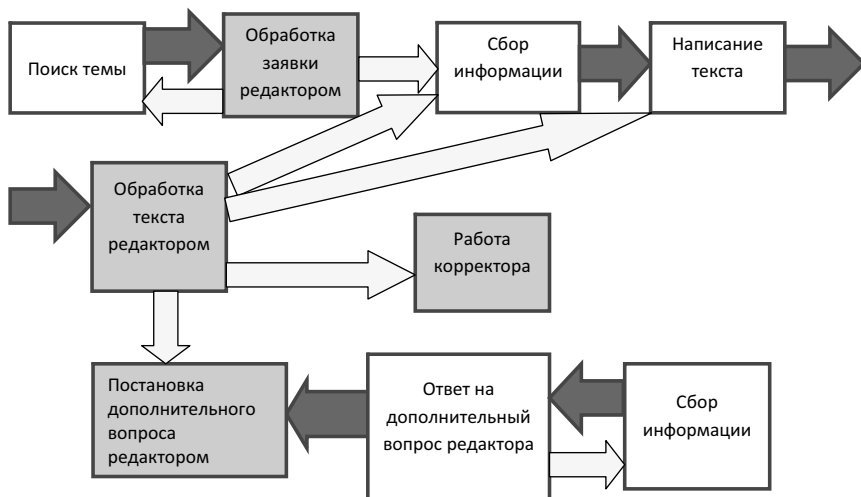 Поиск темы
Обработка
заявки
редактором
Сбор
информации
Написание
текста
Обработка
текста
редактором
Работа
корректора
Постановка
дополнительного
вопроса
редактором
Ответ на
дополнительный
вопрос редактора
Сбор
информации